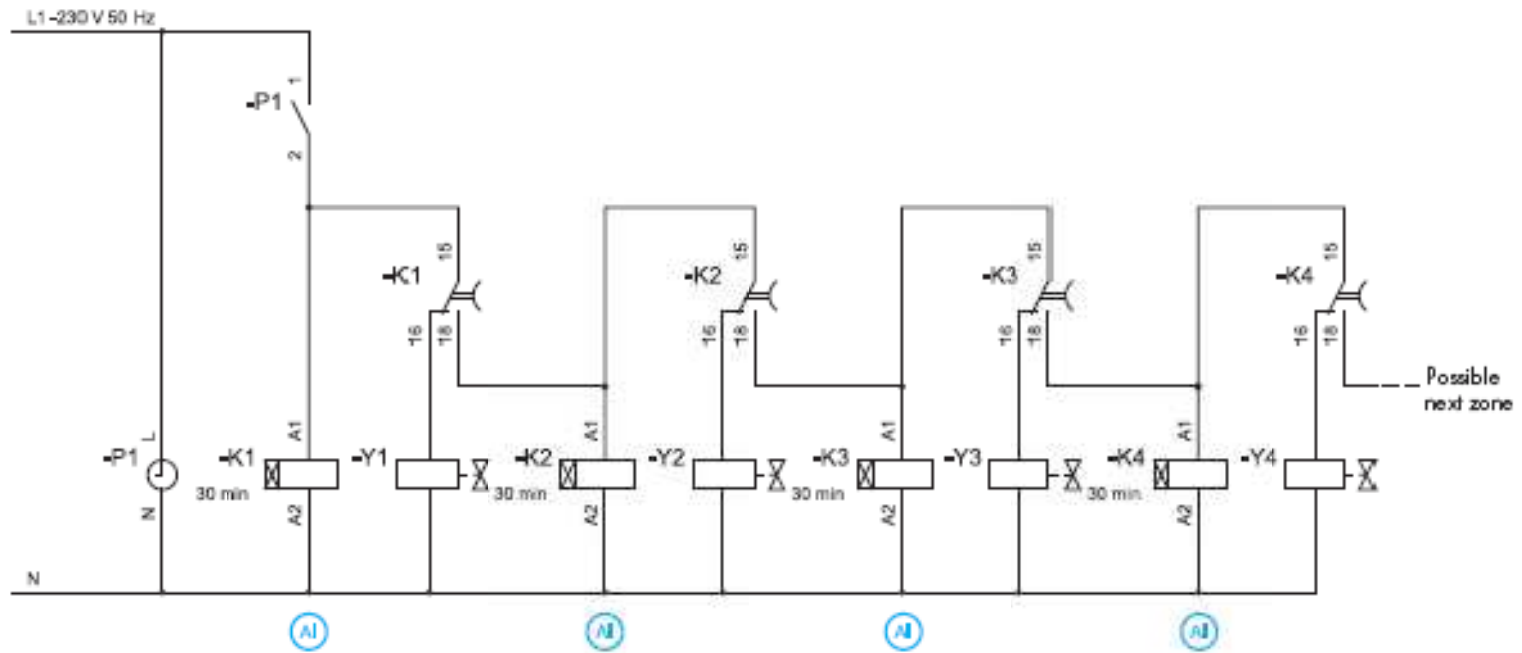 L1~230 V 50 Hz
1
-P1
2
15
-K1
16
18
15
-K2
16
18
15
-K3
16
18
15
-K4
16
18
Possible
next zone
L
-P1
N
A1
-K1
30 min
A2
-Y1
A1
-K2
30 min
A2
-Y2
A1
-K3
30 min
A2
-Y3
A1
-K4
30 min
A2
-Y4
N